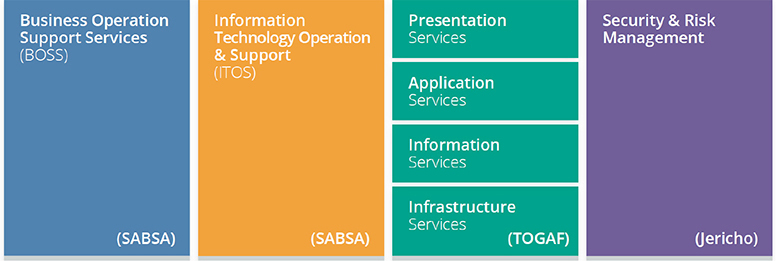 Business Operation
Support Services
(BOSS)
(SABSA)
Information
Technology Operation
& Support
(ITOS)
(SABSA)
Presentation
Services
Application
Services
Information
Services
Infrastructure
Services
(TOGAF)
Security & Risk
Management
(Jericho)